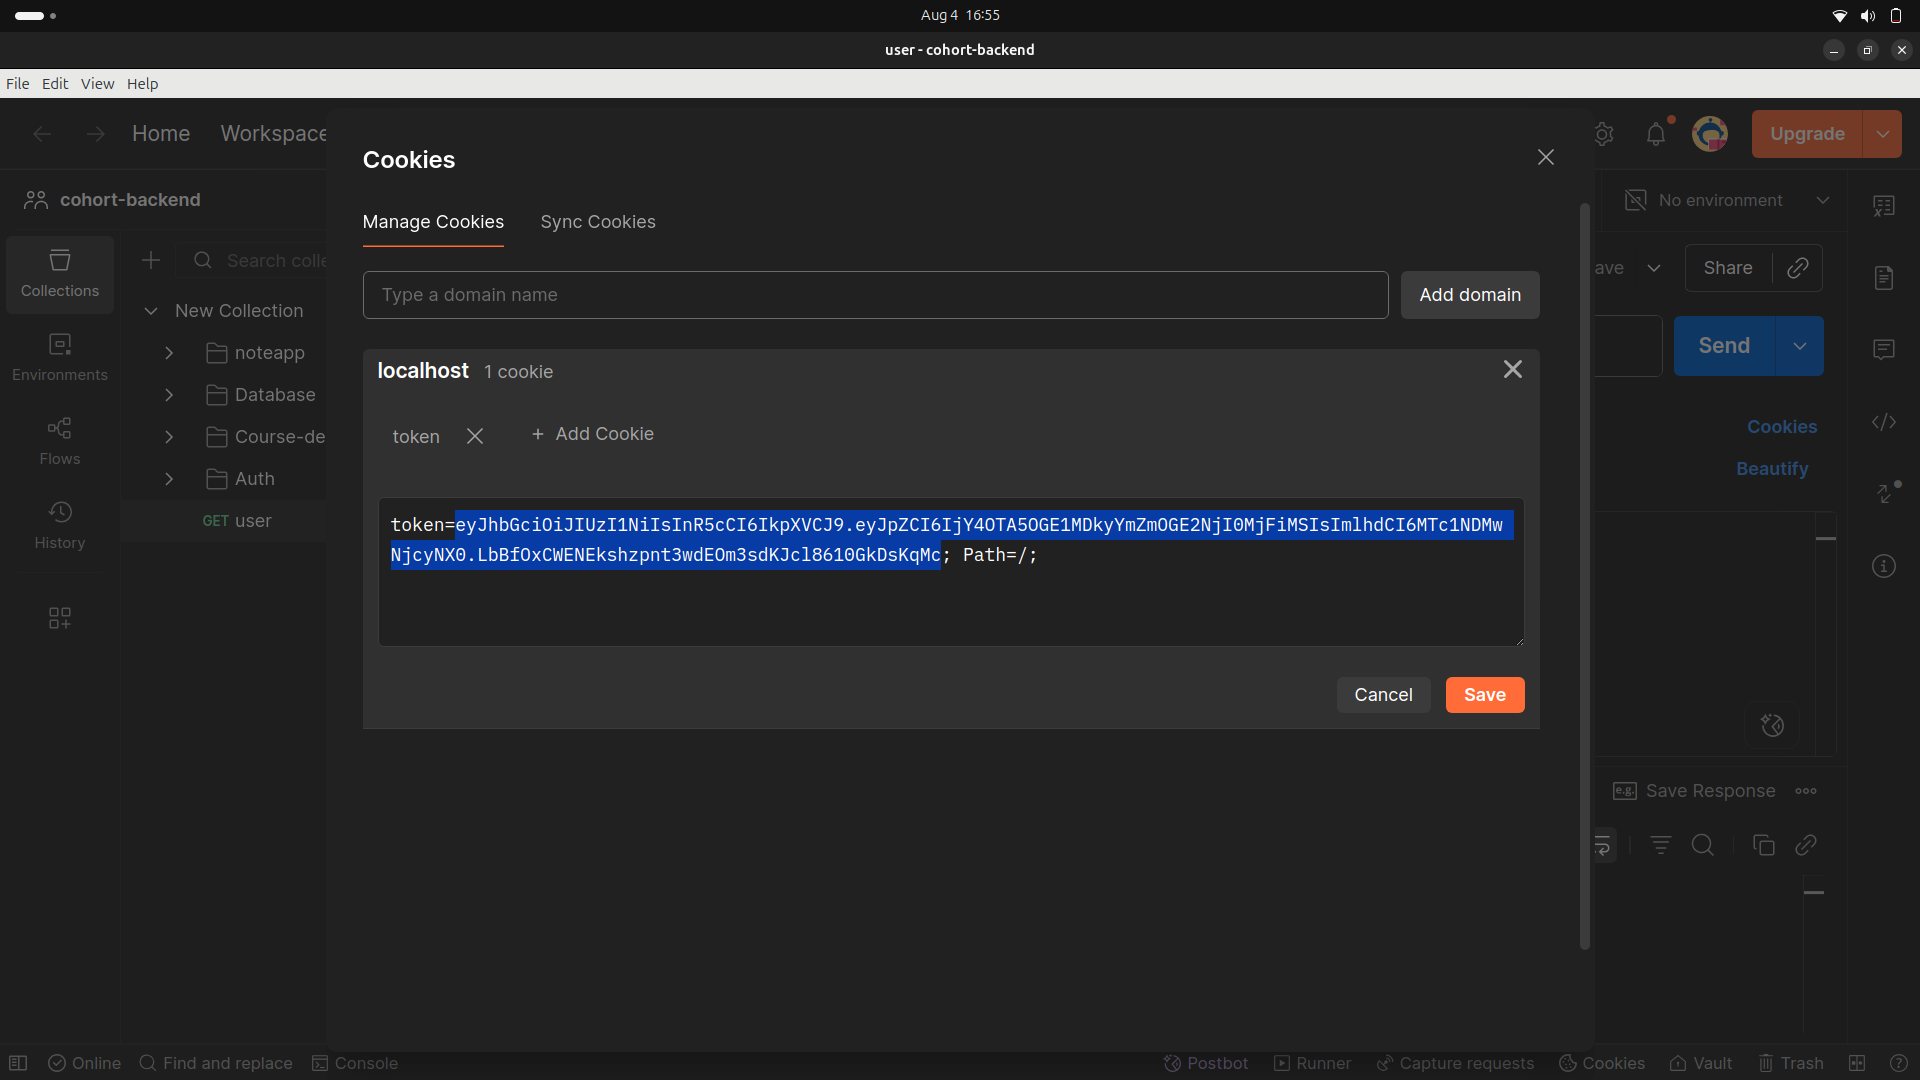 Aug 4 16:55
user - cohort-backend
File Edit View Help
Home Workspace
Upgrade
cohort-backend
No environment
Collections
Environments
Flows
History
Search colle
New Collection
noteapp
Database
Course-de
Auth
GET user
Cookies
Manage Cookies Sync Cookies
Type a domain name
Add domain
localhost 1 cookie
token
+ Add Cookie
token=eyJhbGciOiJIUzI1NiIsInR5cCI6IkpXVCJ9.eyJpZCI6IjY4OTA5OGE1MDkyYmZmOGE2NjI0MjFiMSIsImlhdCI6MTc1NDMw
NjcyNX0.LbBfOxCWENEkshzpnt3wdEOm3sdKJcl8610GkDsKqMc; Path=/;
Cancel Save
ave
Share
Send
Cookies
Beautify
e.g. Save Response
Online Find and replace Console
Postbot Runner Capture requests Cookies Vault Trash